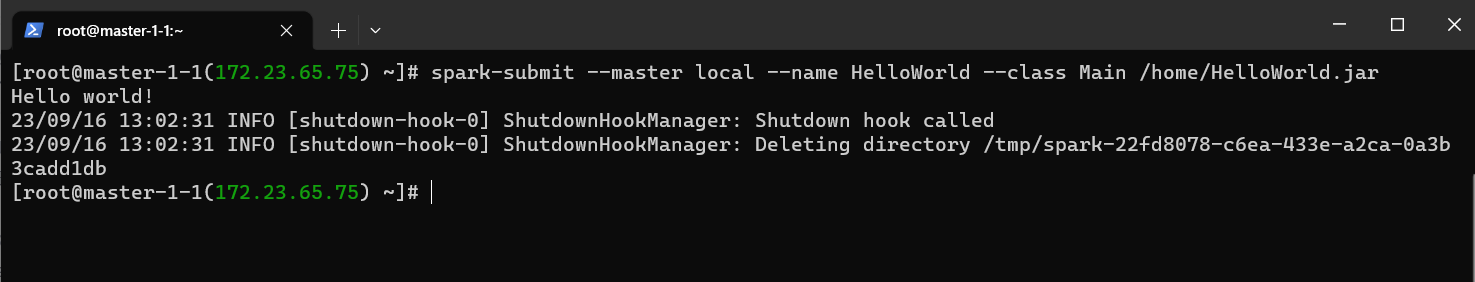 root@master-1-1:~
[root@master-1-1(172.23.65.75) ~]# spark-submit --master local --name HelloWorld --class Main /home/HelloWorld.jar
Hello world!
23/09/16 13:02:31 INFO [shutdown-hook-0] ShutdownHookManager: Shutdown hook called
23/09/16 13:02:31 INFO [shutdown-hook-0] ShutdownHookManager: Deleting directory /tmp/spark-22fd8078-c6ea-433e-a2ca-0a3b
3cadd1db
[root@master-1-1(172.23.65.75) ~]#